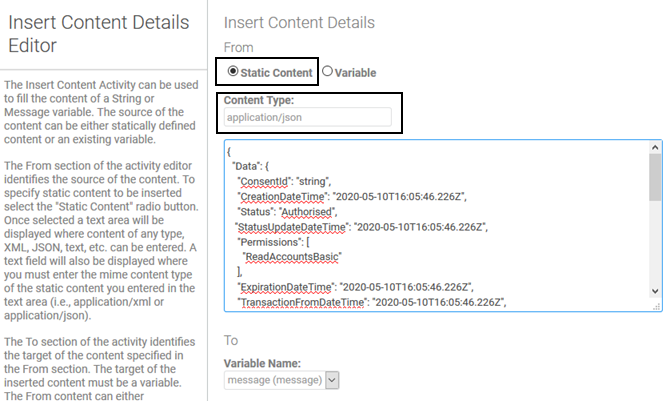 Insert Content Details
Editor
The Insert Content Activity can be used
to fill the content of a String or
Message variable. The source of the
content can be either statically defined
content or an existing variable.
The From section of the activity editor
identifies the source of the content. To
specify static content to be inserted
select the "Static Content" radio button.
Once selected a text area will be
displayed where content of any type,
XML, JSON, text, etc. can be entered. A
text field will also be displayed where
you must enter the mime content type
of the static content you entered in the
text area (i.e., application/xml or
application/json).
The To section of the activity identifies
the target of the content specified in
the From section. The target of the
inserted content must be a variable.
The From content can either
Insert Content Details
From
Static Content Variable
Content Type:
application/json
{
"Data": {
"ConsentId": "string",
"CreationDateTime": "2020-05-10T16:05:46.226Z",
"Status": "Authorised",
"StatusUpdateDateTime": "2020-05-10T16:05:46.226Z",
"Permissions": [
"ReadAccountsBasic"
],
"ExpirationDateTime": "2020-05-10T16:05:46.226Z",
"TransactionFromDateTime": "2020-05-10T16:05:46.226Z",
To
Variable Name:
message (message)